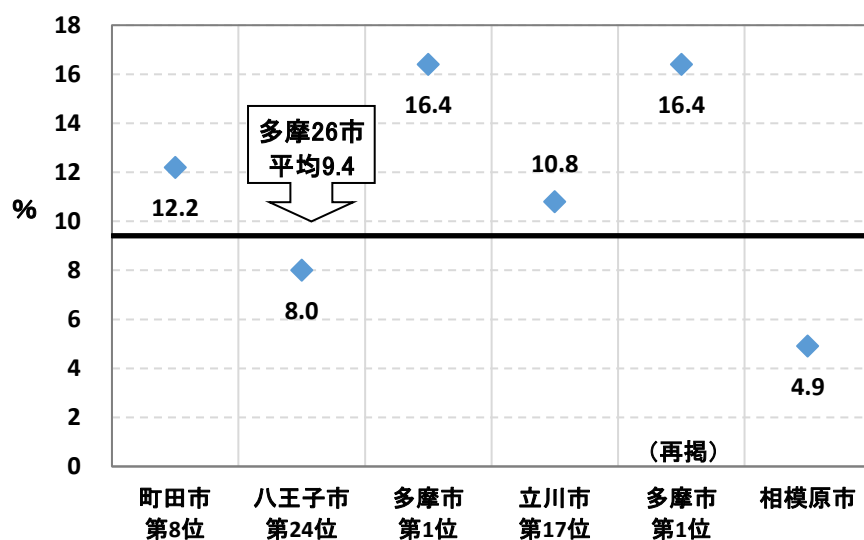 18
16
14
12
10
8
6
4
2
0
%
多摩26市
平均9.4
12.2
8.0
16.4
10.8
16.4
4.9
（再掲）
町田市
第8位
八王子市
第24位
多摩市
第1位
立川市
第17位
多摩市
第1位
相模原市